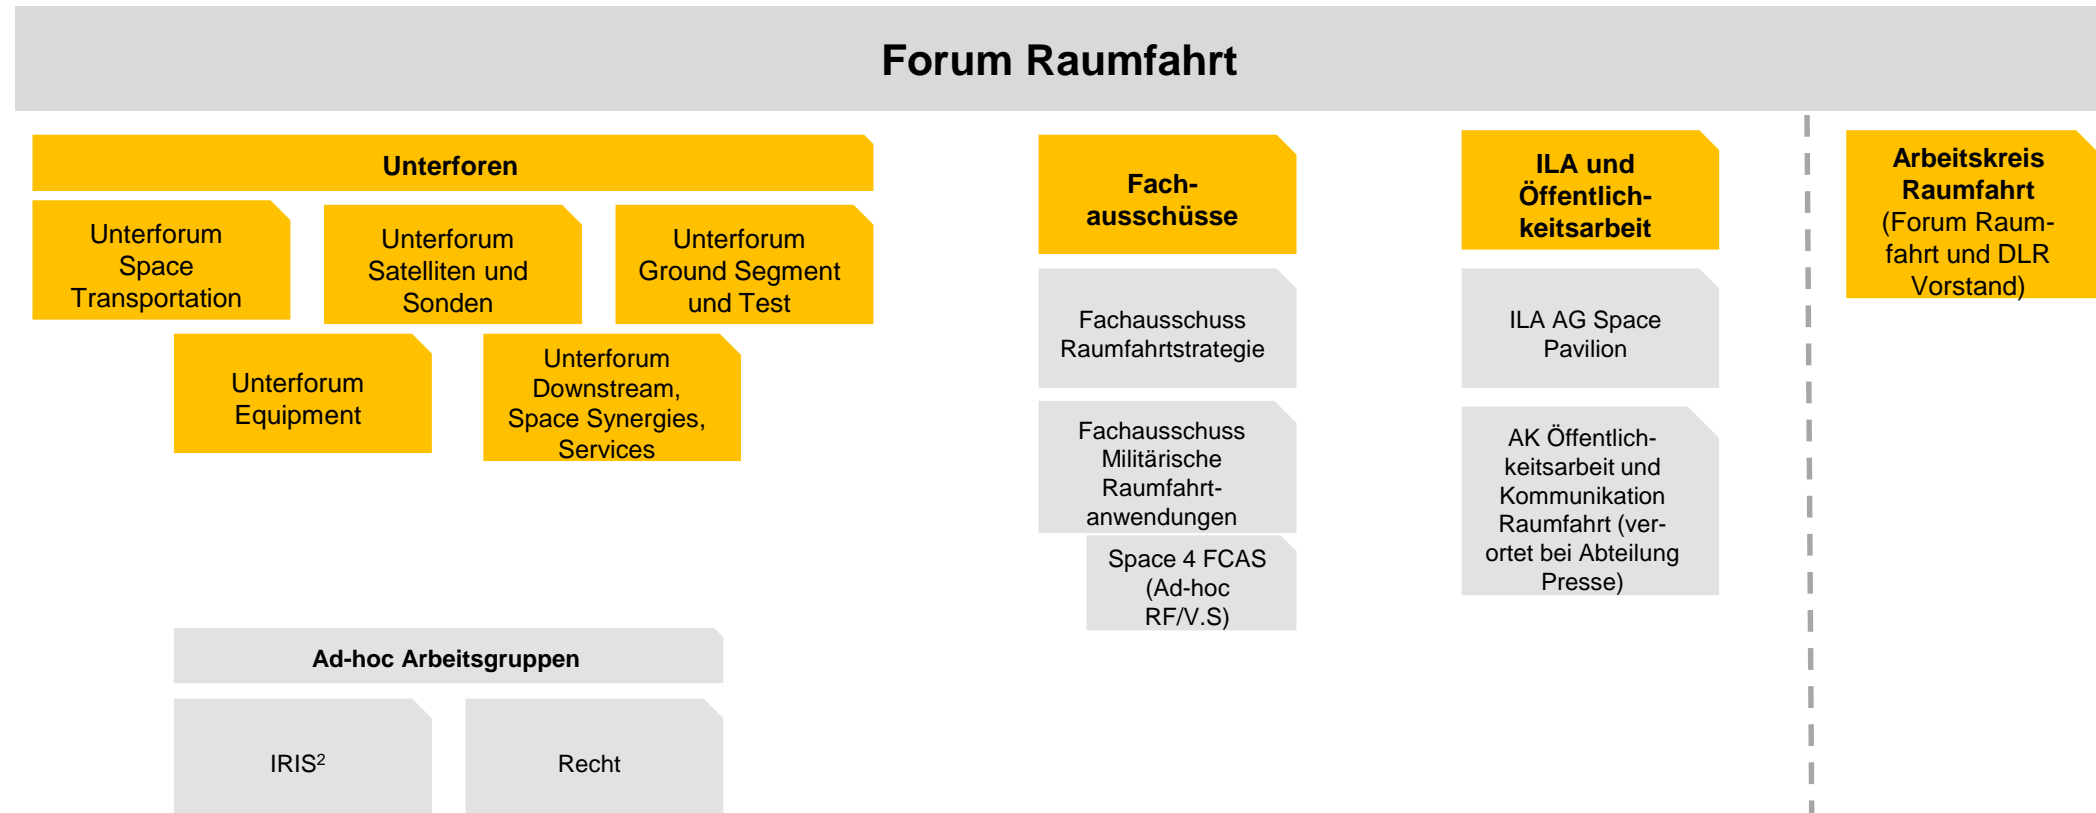 Forum Raumfahrt
Unterforen
Unterforum
Space
Transportation
Unterforum
Satelliten und
Sonden
Unterforum
Ground Segment
und Test
Unterforum
Equipment
Unterforum
Downstream,
Space Synergies,
Services
Ad-hoc Arbeitsgruppen
IRIS²
Recht
Fach-
ausschüsse
Fachausschuss
Raumfahrtstrategie
Fachausschuss
Militärische
Raumfahrt-
anwendungen
Space 4 FCAS
(Ad-hoc
RF/V.S)
ILA und
Öffentlich-
keitsarbeit
ILA AG Space
Pavilion
AK Öffentlich-
keitsarbeit und
Kommunikation
Raumfahrt (ver-
ortet bei Abteilung
Presse)
Arbeitskreis
Raumfahrt
(Forum Raum-
fahrt und DLR
Vorstand)